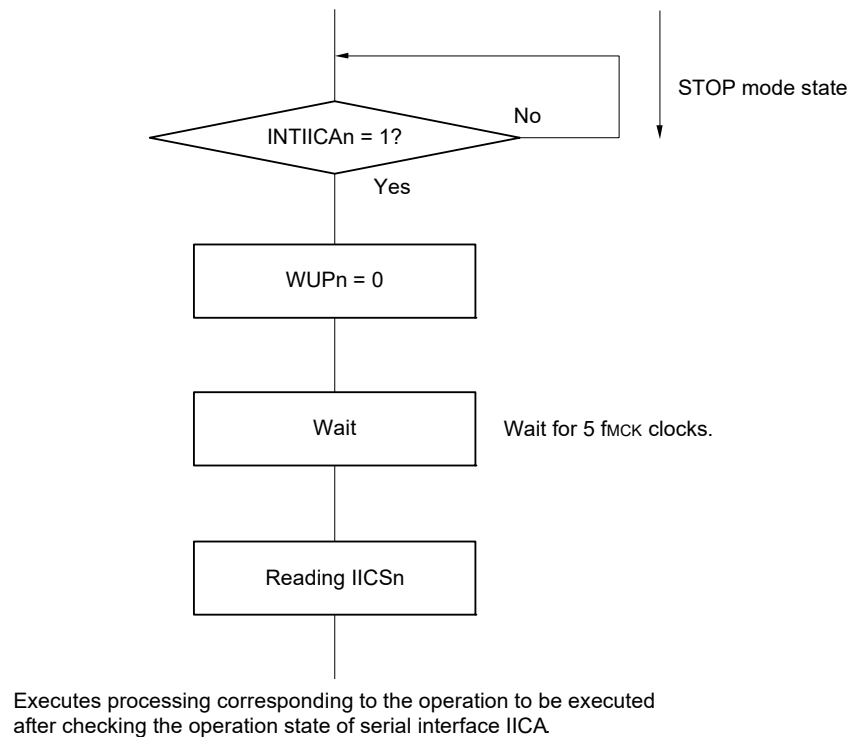 STOP mode state
No
INTIICAn = 1?
Yes
WUPn = 0
Wait
Wait for 5 fMCK clocks.
Reading IICSn
Executes processing corresponding to the operation to be executed
after checking the operation state of serial interface IICA.